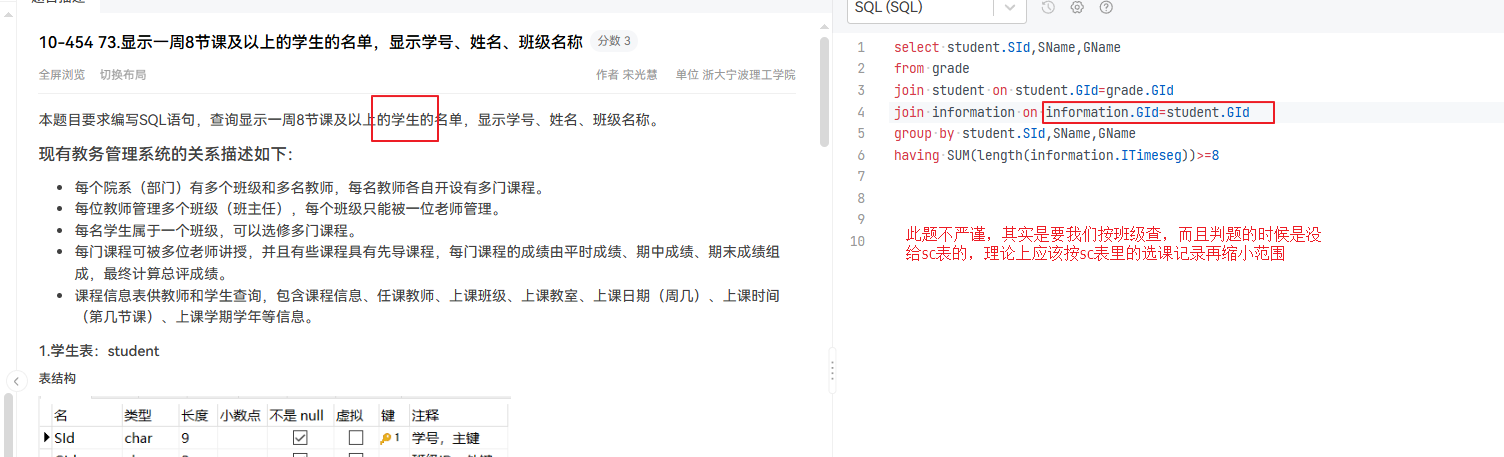 SQL (SQL)
10-454 73.显示一周8节课及以上的学生的名单，显示学号、姓名、班级名称 分数 3
全屏浏览 切换布局 作者 宋光慧 单位 浙大宁波理工学院
本题目要求编写SQL语句，查询显示一周8节课及以上的学生的名单，显示学号、姓名、班级名称。
现有教务管理系统的关系描述如下：
每个院系（部门）有多个班级和多名教师，每名教师各自开设有多门课程。
每位教师管理多个班级（班主任），每个班级只能被一位老师管理。
每名学生属于一个班级，可以选修多门课程。
每门课程可被多位老师讲授，并且有些课程具有先导课程，每门课程的成绩由平时成绩、期中成绩、期末成绩组
成，最终计算总评成绩。
课程信息表供教师和学生查询，包含课程信息、任课教师、上课班级、上课教室、上课日期（周几）、上课时间
（第几节课）、上课学期学年等信息。
1.学生表：student
表结构
名 类型 长度 小数点 不是 null 虚拟 键 注释
SId char 9 1 学号，主键
1 select student.SId,SName,GName
2 from grade
3 join student on student.GId=grade.GId
4 join information on information.GId=student.GId
5 group by student.SId,SName,GName
6 having SUM(length(information.ITimeseg))>=8
7
8
9
10
此题不严谨，其实是要我们按班级查，而且判题的时候是没
给sc表的，理论上应该按sc表里的选课记录再缩小范围